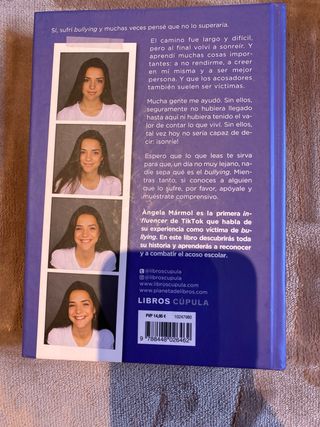 Sí, sufrí bullying y muchas veces pensé que no lo superaría.
El camino fue largo y difícil,
pero al final volví a sonreír. Y
aprendí muchas cosas impor-
tantes: a no rendirme, a creer
en mí misma y a ser mejor
persona. Y que los acosadores
también suelen ser víctimas.
Mucha gente me ayudó. Sin ellos,
seguramente no hubiera llegado
hasta aquí ni hubiera tenido el va-
lor de contar lo que viví. Sin ellos,
tal vez hoy no sería capaz de de-
cir: ¡sonríe!
Espero que lo que leas te sirva
para que, un día no muy lejano, na-
die sepa qué es el bullying. Mien-
tras tanto, si conoces a alguien
que lo sufre, por favor, apóyale y
muéstrate comprensivo.
Ángela Mármol es la primera in-
fluencer de TikTok que habla de
su experiencia como víctima de bu-
llying. En este libro descubrirás toda
su historia y aprenderás a reconocer
y a combatir el acoso escolar.
@libroscupula
@libroscupula
www.libroscupula.com
www.planetadelibros.com
LIBROS CÚPULA
PVP 14,95 € 10247980
9 788448 026462